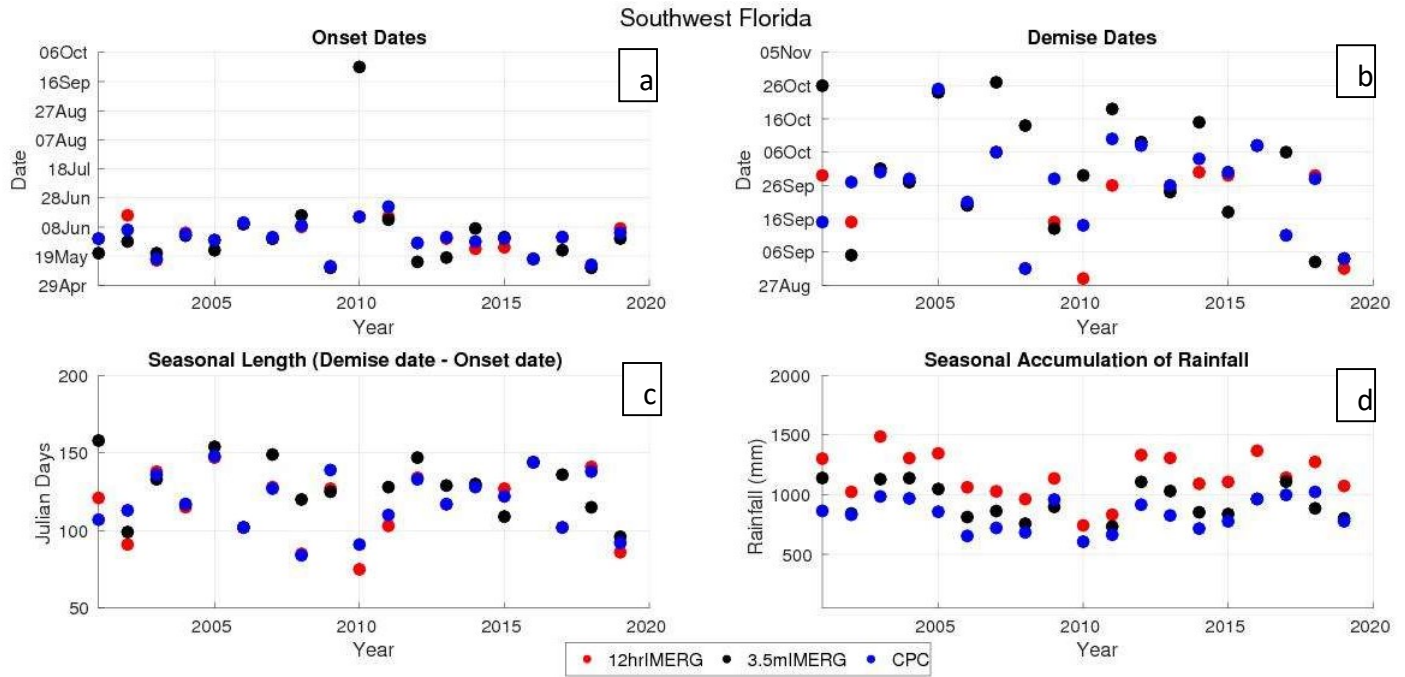 Southwest Florida
Onset Dates
a
06Oct
16Sep
27Aug
07Aug
18Jul
28Jun
08Jun
19May
29Apr
Date
2005 2010 2015 2020
Year
Demise Dates
b
05Nov
26Oct
16Oct
06Oct
26Sep
16Sep
06Sep
27Aug
Date
2005 2010 2015 2020
Year
Seasonal Length (Demise date - Onset date)
c
200
150
100
50
Julian Days
2005 2010 2015 2020
Year
Seasonal Accumulation of Rainfall
d
2000
1500
1000
500
Rainfall (mm)
2005 2010 2015 2020
Year
12hrIMERG 3.5mIMERG CPC